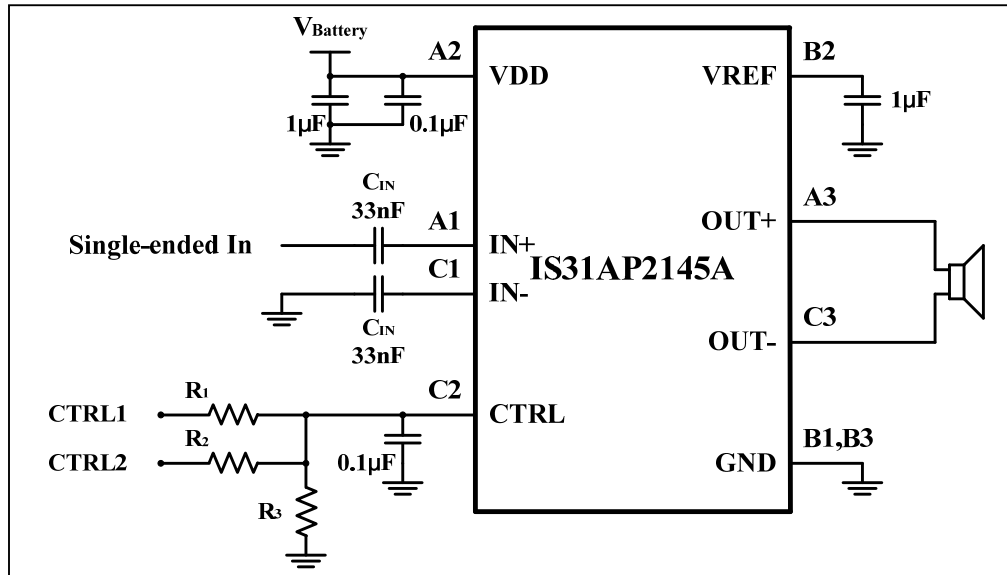 VBattery
A2
VDD
1μF
0.1μF
B2
VREF
1μF
CIN
33nF
A1
Single-ended In
IN+
C1
IN-
CIN
33nF
IS31AP2145A
A3
OUT+
C3
OUT-
R1
C2
CTRL1
CTRL
R2
CTRL2
0.1μF
R3
B1,B3
GND